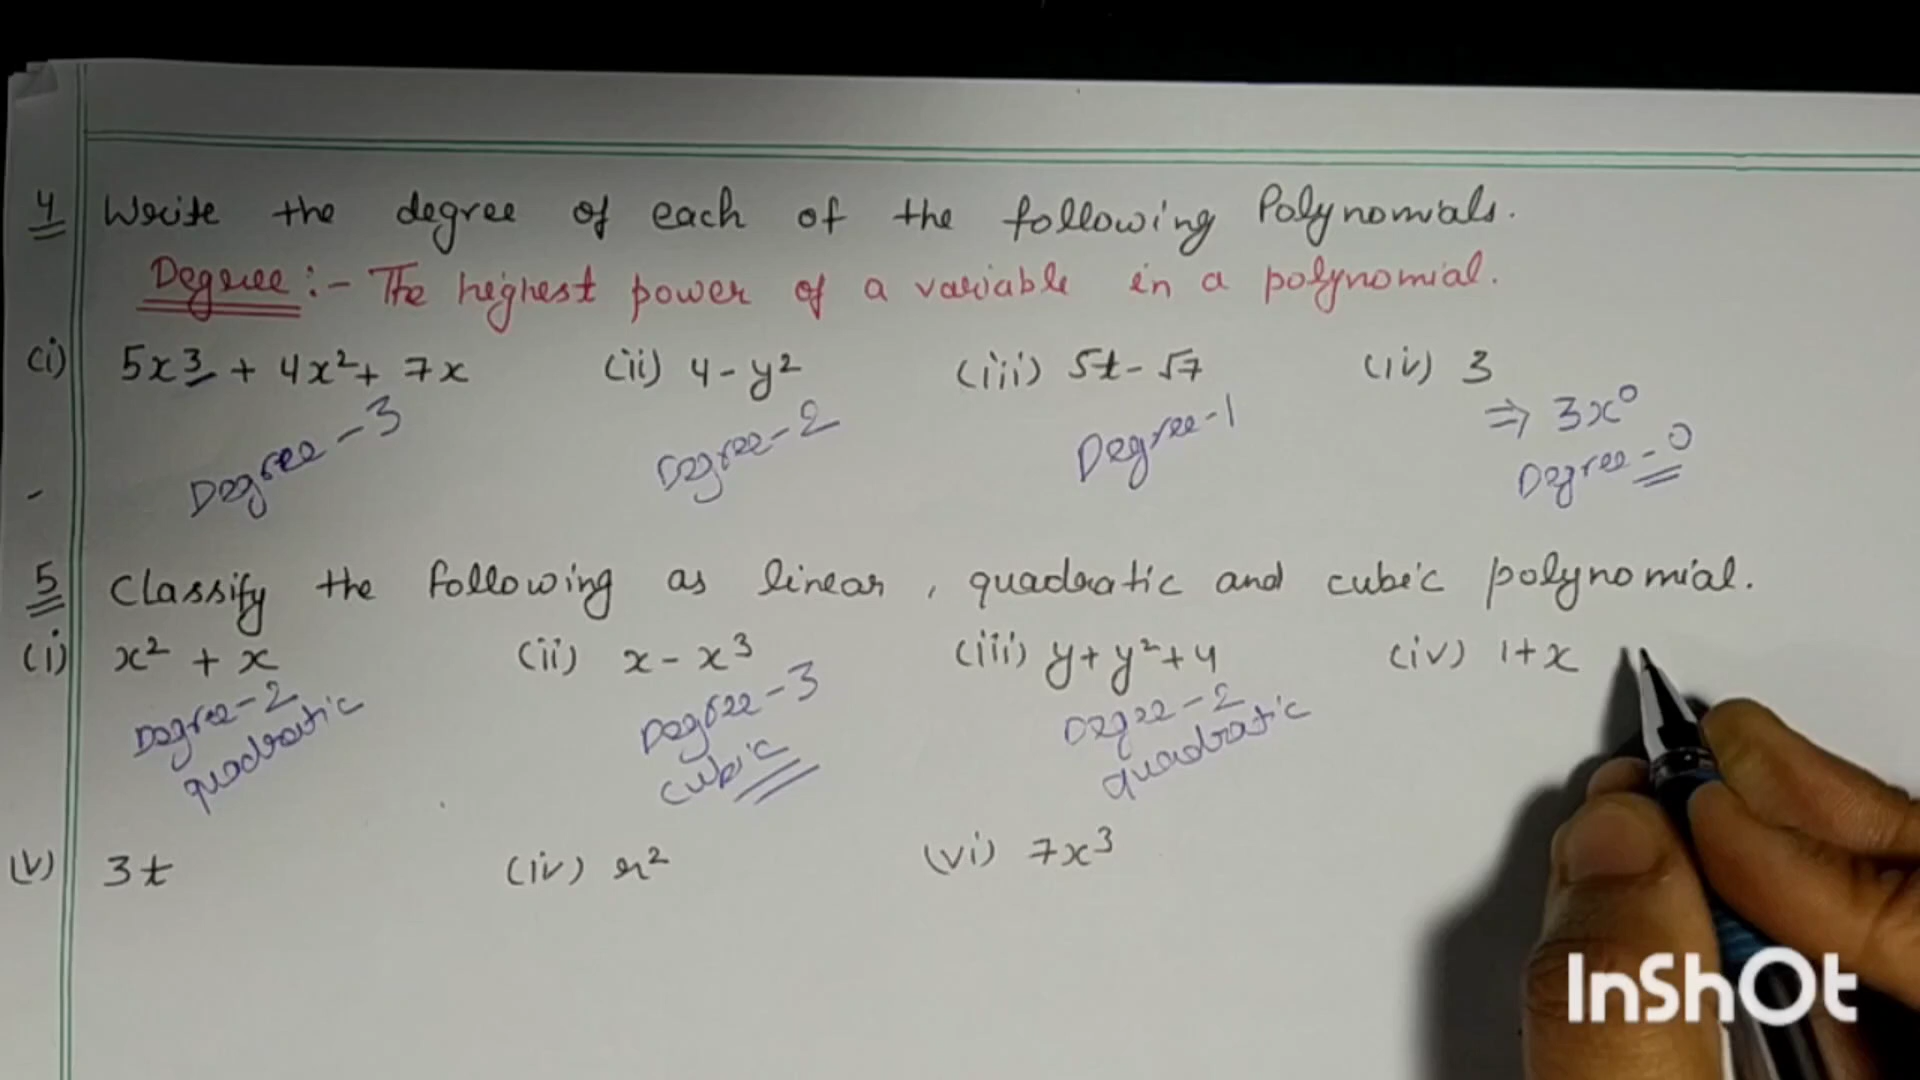 4 Write the degree of each of the following Polynomials.
Degree :- The highest power of a variable in a polynomial.
(i) 5x3 + 4x² + 7x (ii) 4 - y² (iii) 5t - √7 (iv) 3
⇒ 3x⁰
Degree - 3 Degree - 2 Degree - 1 Degree - 0
5 Classify the following as linear, quadratic and cubic polynomial.
(i) x² + x (ii) x - x³ (iii) y + y² + 4 (iv) 1 + x
Degree - 2 Degree - 3 Degree - 2
quadratic cubic quadratic
(v) 3t (iv) r² (vi) 7x³
InShOt